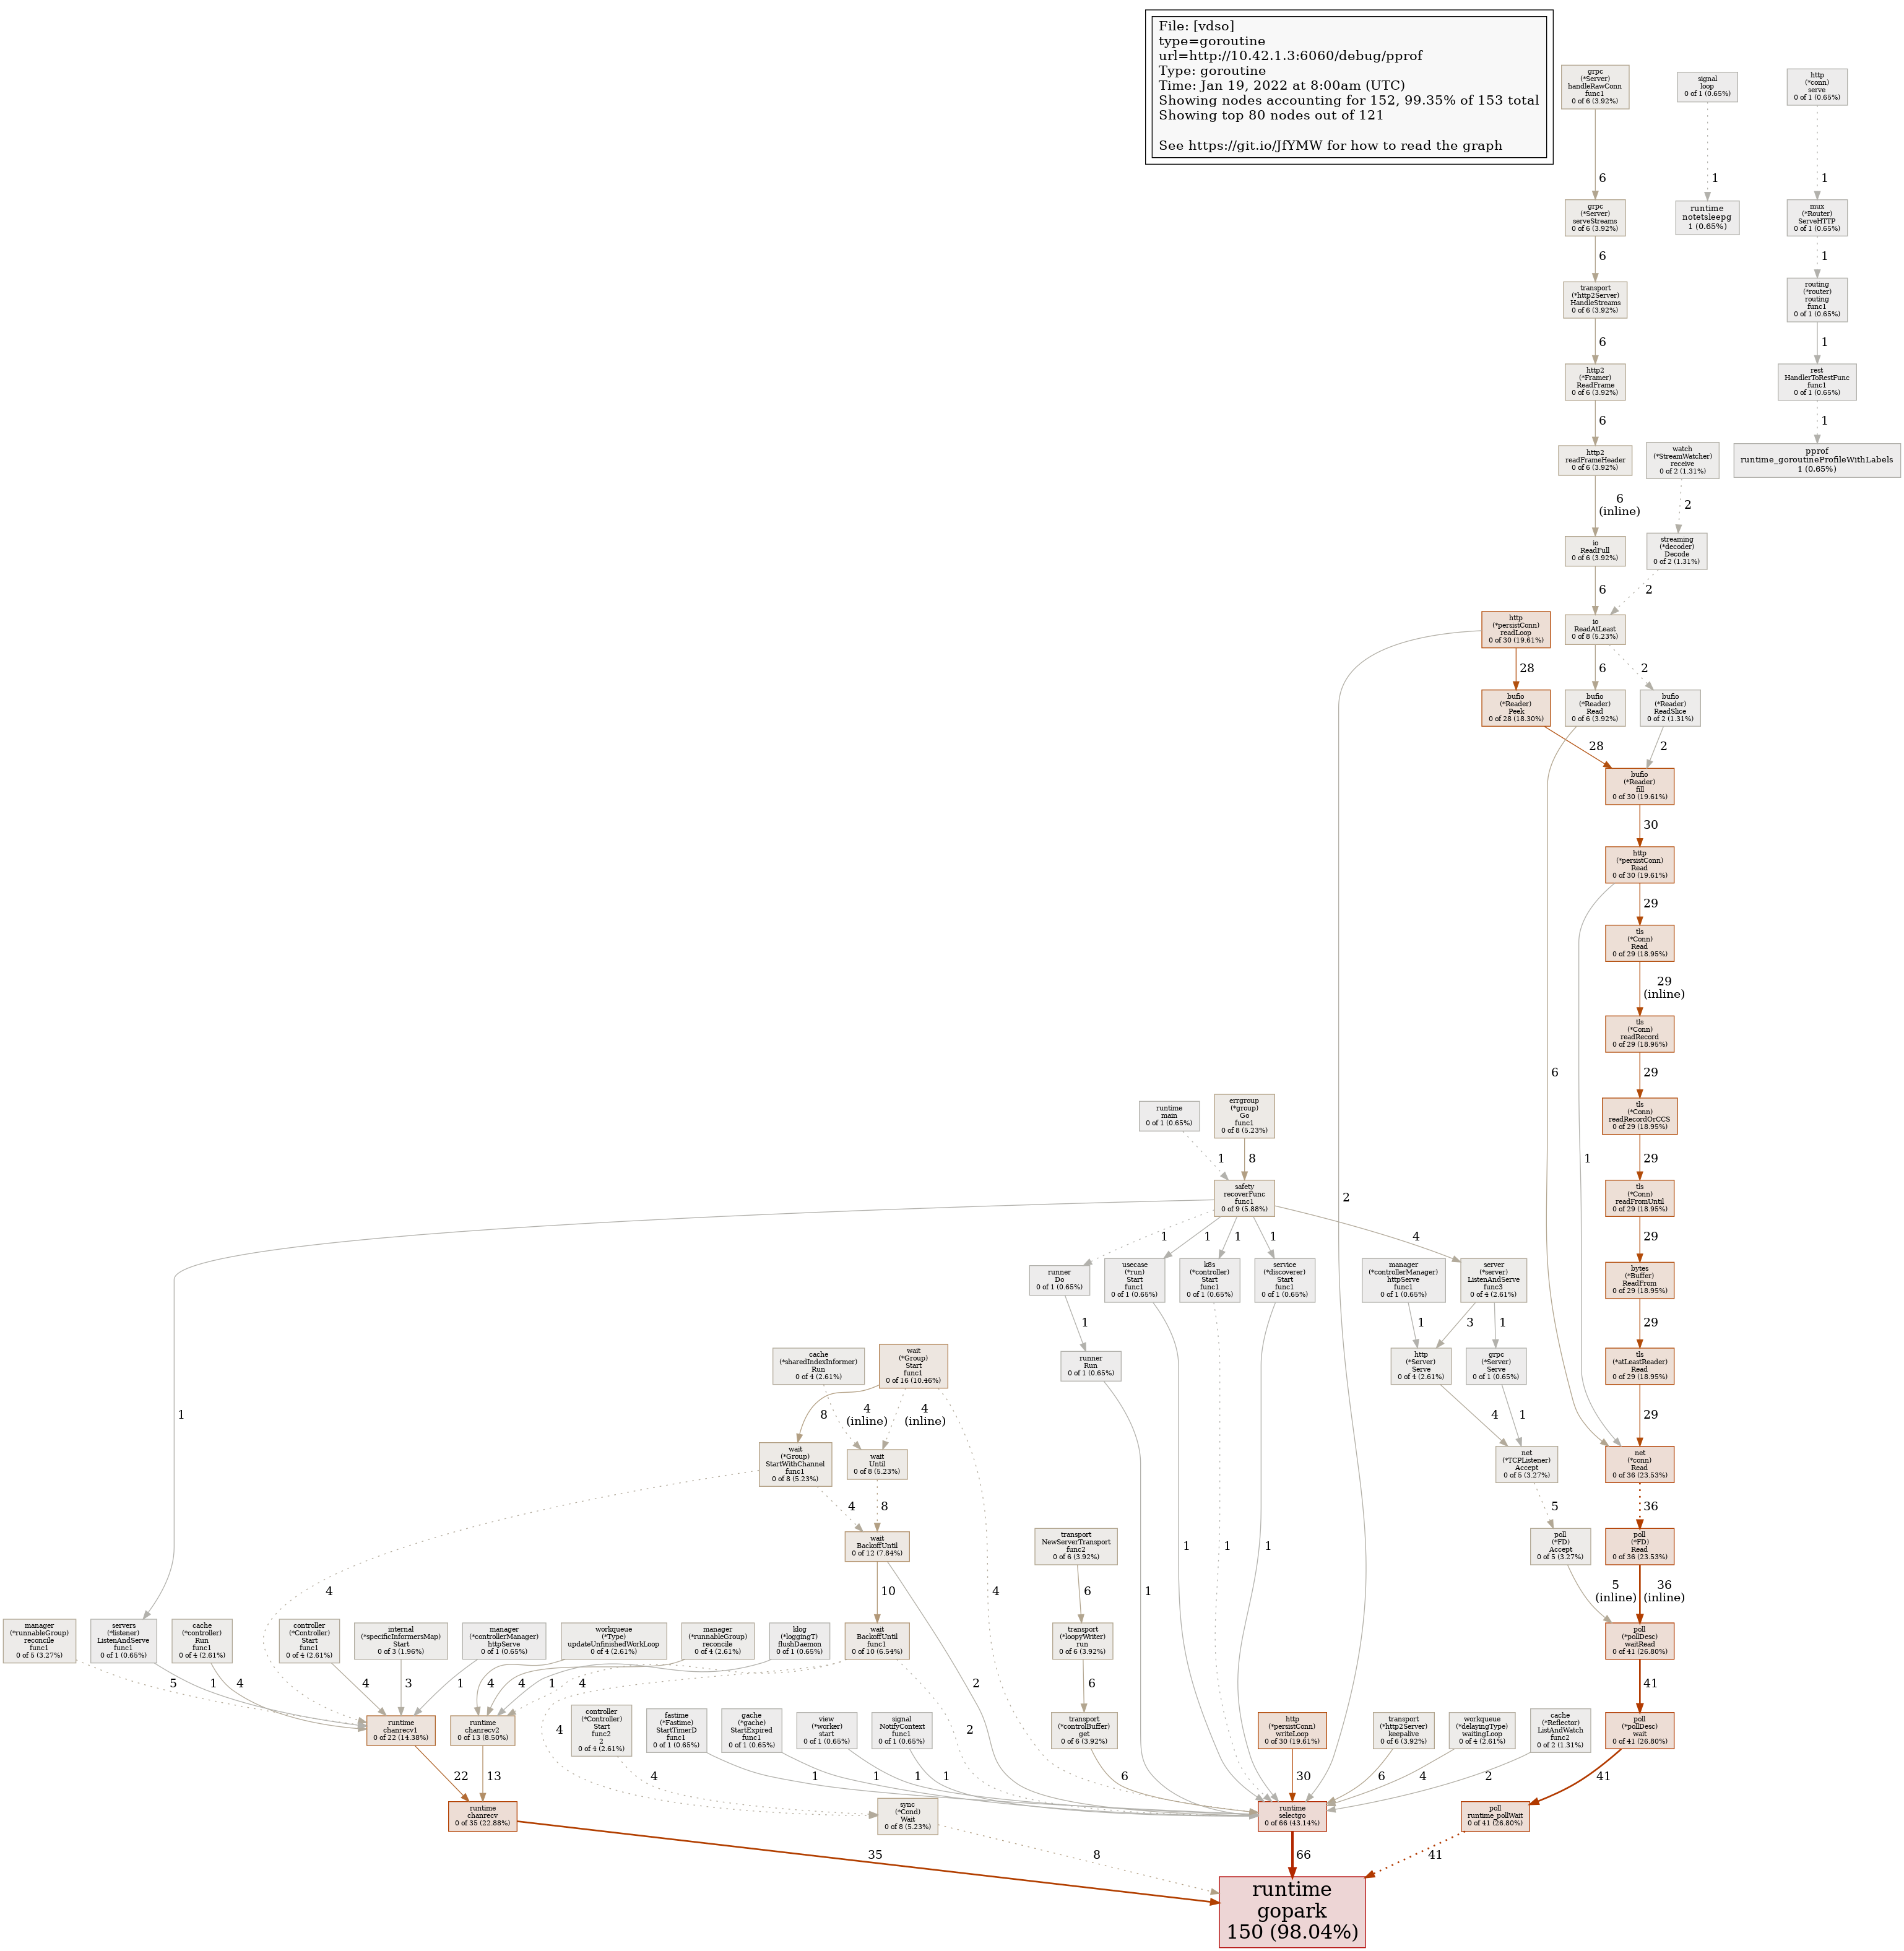 File: [vdso]
type=goroutine
url=http://10.42.1.3:6060/debug/pprof
Type: goroutine
Time: Jan 19, 2022 at 8:00am (UTC)
Showing nodes accounting for 152, 99.35% of 153 total
Showing top 80 nodes out of 121
See https://git.io/JfYMW for how to read the graph
grpc
(*Server)
handleRawConn
func1
0 of 6 (3.92%)
signal
loop
0 of 1 (0.65%)
http
(*conn)
serve
0 of 1 (0.65%)
6
1
1
grpc
(*Server)
serveStreams
0 of 6 (3.92%)
runtime
notetsleepg
1 (0.65%)
mux
(*Router)
ServeHTTP
0 of 1 (0.65%)
6
1
transport
(*http2Server)
HandleStreams
0 of 6 (3.92%)
routing
(*router)
routing
func1
0 of 1 (0.65%)
6
1
http2
(*Framer)
ReadFrame
0 of 6 (3.92%)
rest
HandlerToRestFunc
func1
0 of 1 (0.65%)
6
1
http2
readFrameHeader
0 of 6 (3.92%)
watch
(*StreamWatcher)
receive
0 of 2 (1.31%)
pprof
runtime_goroutineProfileWithLabels
1 (0.65%)
6
(inline)
2
io
ReadFull
0 of 6 (3.92%)
streaming
(*decoder)
Decode
0 of 2 (1.31%)
6
2
http
(*persistConn)
readLoop
0 of 30 (19.61%)
io
ReadAtLeast
0 of 8 (5.23%)
28
6
2
bufio
(*Reader)
Peek
0 of 28 (18.30%)
bufio
(*Reader)
Read
0 of 6 (3.92%)
bufio
(*Reader)
ReadSlice
0 of 2 (1.31%)
28
2
bufio
(*Reader)
fill
0 of 30 (19.61%)
30
http
(*persistConn)
Read
0 of 30 (19.61%)
29
tls
(*Conn)
Read
0 of 29 (18.95%)
29
(inline)
tls
(*Conn)
readRecord
0 of 29 (18.95%)
6
29
runtime
main
0 of 1 (0.65%)
errgroup
(*group)
Go
func1
0 of 8 (5.23%)
tls
(*Conn)
readRecordOrCCS
0 of 29 (18.95%)
1
8
1
29
safety
recoverFunc
func1
0 of 9 (5.88%)
2
tls
(*Conn)
readFromUntil
0 of 29 (18.95%)
1
1
1
1
4
29
runner
Do
0 of 1 (0.65%)
usecase
(*run)
Start
func1
0 of 1 (0.65%)
k8s
(*controller)
Start
func1
0 of 1 (0.65%)
service
(*discoverer)
Start
func1
0 of 1 (0.65%)
manager
(*controllerManager)
httpServe
func1
0 of 1 (0.65%)
server
(*server)
ListenAndServe
func3
0 of 4 (2.61%)
bytes
(*Buffer)
ReadFrom
0 of 29 (18.95%)
1
1
3
1
29
cache
(*sharedIndexInformer)
Run
0 of 4 (2.61%)
wait
(*Group)
Start
func1
0 of 16 (10.46%)
runner
Run
0 of 1 (0.65%)
http
(*Server)
Serve
0 of 4 (2.61%)
grpc
(*Server)
Serve
0 of 1 (0.65%)
tls
(*atLeastReader)
Read
0 of 29 (18.95%)
1
8
4
(inline)
4
(inline)
4
1
29
wait
(*Group)
StartWithChannel
func1
0 of 8 (5.23%)
wait
Until
0 of 8 (5.23%)
net
(*TCPListener)
Accept
0 of 5 (3.27%)
net
(*conn)
Read
0 of 36 (23.53%)
4
8
5
36
wait
BackoffUntil
0 of 12 (7.84%)
transport
NewServerTransport
func2
0 of 6 (3.92%)
1
1
1
poll
(*FD)
Accept
0 of 5 (3.27%)
poll
(*FD)
Read
0 of 36 (23.53%)
4
10
4
6
1
5
(inline)
36
(inline)
manager
(*runnableGroup)
reconcile
func1
0 of 5 (3.27%)
servers
(*listener)
ListenAndServe
func1
0 of 1 (0.65%)
cache
(*controller)
Run
func1
0 of 4 (2.61%)
controller
(*Controller)
Start
func1
0 of 4 (2.61%)
internal
(*specificInformersMap)
Start
0 of 3 (1.96%)
manager
(*controllerManager)
httpServe
0 of 1 (0.65%)
workqueue
(*Type)
updateUnfinishedWorkLoop
0 of 4 (2.61%)
manager
(*runnableGroup)
reconcile
0 of 4 (2.61%)
klog
(*loggingT)
flushDaemon
0 of 1 (0.65%)
wait
BackoffUntil
func1
0 of 10 (6.54%)
transport
(*loopyWriter)
run
0 of 6 (3.92%)
poll
(*pollDesc)
waitRead
0 of 41 (26.80%)
5
1
4
4
3
1
4
4
1
4
2
6
41
runtime
chanrecv1
0 of 22 (14.38%)
runtime
chanrecv2
0 of 13 (8.50%)
4
controller
(*Controller)
Start
func2
2
0 of 4 (2.61%)
fastime
(*Fastime)
StartTimerD
func1
0 of 1 (0.65%)
gache
(*gache)
StartExpired
func1
0 of 1 (0.65%)
view
(*worker)
start
0 of 1 (0.65%)
signal
NotifyContext
func1
0 of 1 (0.65%)
2
transport
(*controlBuffer)
get
0 of 6 (3.92%)
http
(*persistConn)
writeLoop
0 of 30 (19.61%)
transport
(*http2Server)
keepalive
0 of 6 (3.92%)
workqueue
(*delayingType)
waitingLoop
0 of 4 (2.61%)
cache
(*Reflector)
ListAndWatch
func2
0 of 2 (1.31%)
poll
(*pollDesc)
wait
0 of 41 (26.80%)
22
13
4
1
1
1
1
6
30
6
4
2
41
runtime
chanrecv
0 of 35 (22.88%)
sync
(*Cond)
Wait
0 of 8 (5.23%)
runtime
selectgo
0 of 66 (43.14%)
poll
runtime_pollWait
0 of 41 (26.80%)
35
8
66
41
runtime
gopark
150 (98.04%)